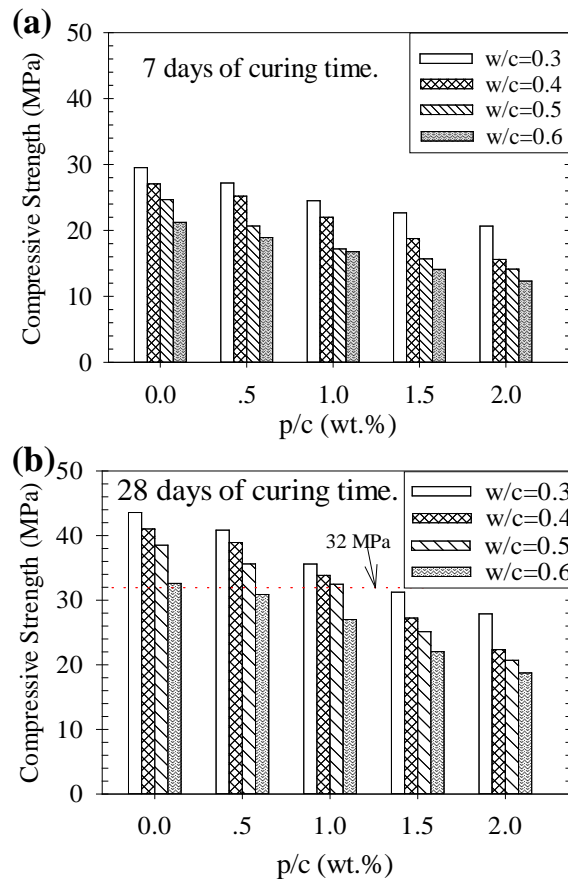 (a)
50
40
30
20
10
0
Compressive Strength (MPa)
7 days of curing time.
w/c=0.3
w/c=0.4
w/c=0.5
w/c=0.6
0.0 .5 1.0 1.5 2.0
p/c (wt.%)
(b)
50
40
30
20
10
0
Compressive Strength (MPa)
28 days of curing time.
32 MPa
w/c=0.3
w/c=0.4
w/c=0.5
w/c=0.6
0.0 .5 1.0 1.5 2.0
p/c (wt.%)